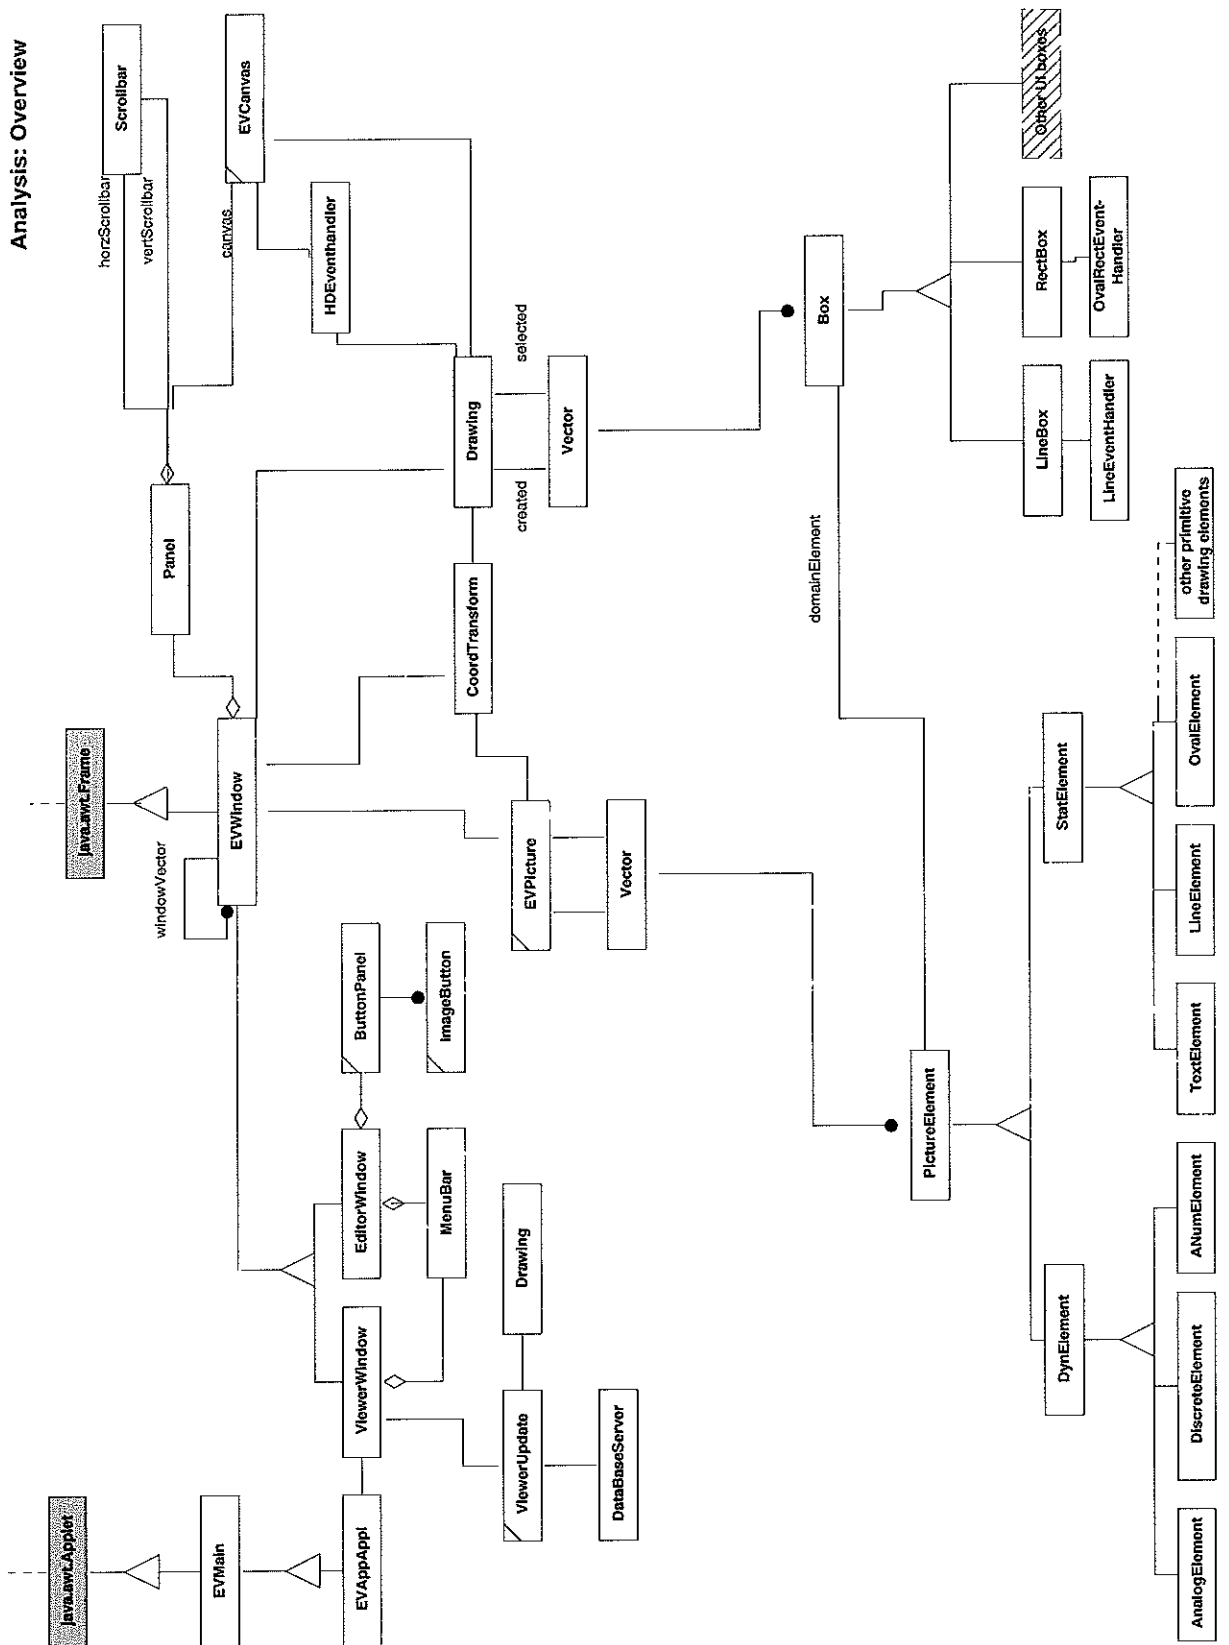 Analysis: Overview
java.awt.Applet
java.awt.Frame
Scrollbar
horzScrollbar
vertScrollbar
Panel
windowVector
EVMain
EVWindow
EVCanvas
canvas
HDEventhandler
EVAppAppl
ViewerWindow
EditorWindow
ButtonPanel
MenuBar
ImageButton
CoordTransform
Drawing
created
selected
ViewerUpdate
Drawing
EVPicture
Vector
DataBaseServer
Vector
Box
domainElement
PictureElement
LineBox
RectBox
Other UI boxes
LineEventHandler
OvalRectEvent-
Handler
DynElement
StatElement
AnalogElement
DiscreteElement
ANumElement
TextElement
LineElement
OvalElement
other primitive
drawing elements